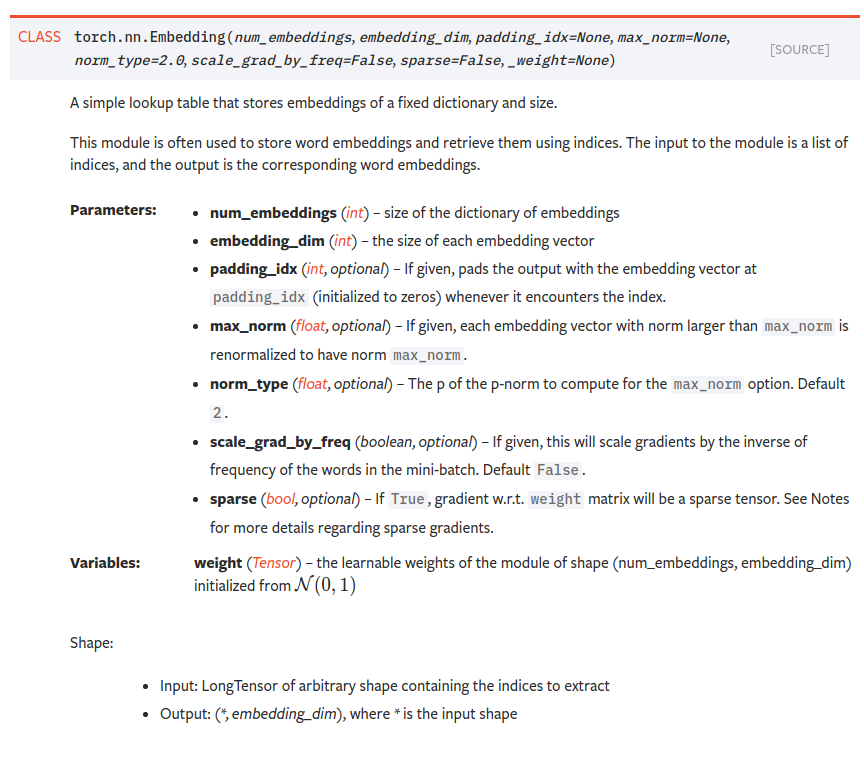 CLASS torch.nn.Embedding(num_embeddings, embedding_dim, padding_idx=None, max_norm=None,
norm_type=2.0, scale_grad_by_freq=False, sparse=False, _weight=None)
[SOURCE]
A simple lookup table that stores embeddings of a fixed dictionary and size.
This module is often used to store word embeddings and retrieve them using indices. The input to the module is a list of
indices, and the output is the corresponding word embeddings.
Parameters:
• num_embeddings (int) – size of the dictionary of embeddings
• embedding_dim (int) – the size of each embedding vector
• padding_idx (int, optional) – If given, pads the output with the embedding vector at
padding_idx (initialized to zeros) whenever it encounters the index.
• max_norm (float, optional) – If given, each embedding vector with norm larger than max_norm is
renormalized to have norm max_norm.
• norm_type (float, optional) – The p of the p-norm to compute for the max_norm option. Default
2.
• scale_grad_by_freq (boolean, optional) – If given, this will scale gradients by the inverse of
frequency of the words in the mini-batch. Default False.
• sparse (bool, optional) – If True, gradient w.r.t. weight matrix will be a sparse tensor. See Notes
for more details regarding sparse gradients.
Variables:
weight (Tensor) – the learnable weights of the module of shape (num_embeddings, embedding_dim)
initialized from 𝒩(0, 1)
Shape:
• Input: LongTensor of arbitrary shape containing the indices to extract
• Output: (*, embedding_dim), where * is the input shape